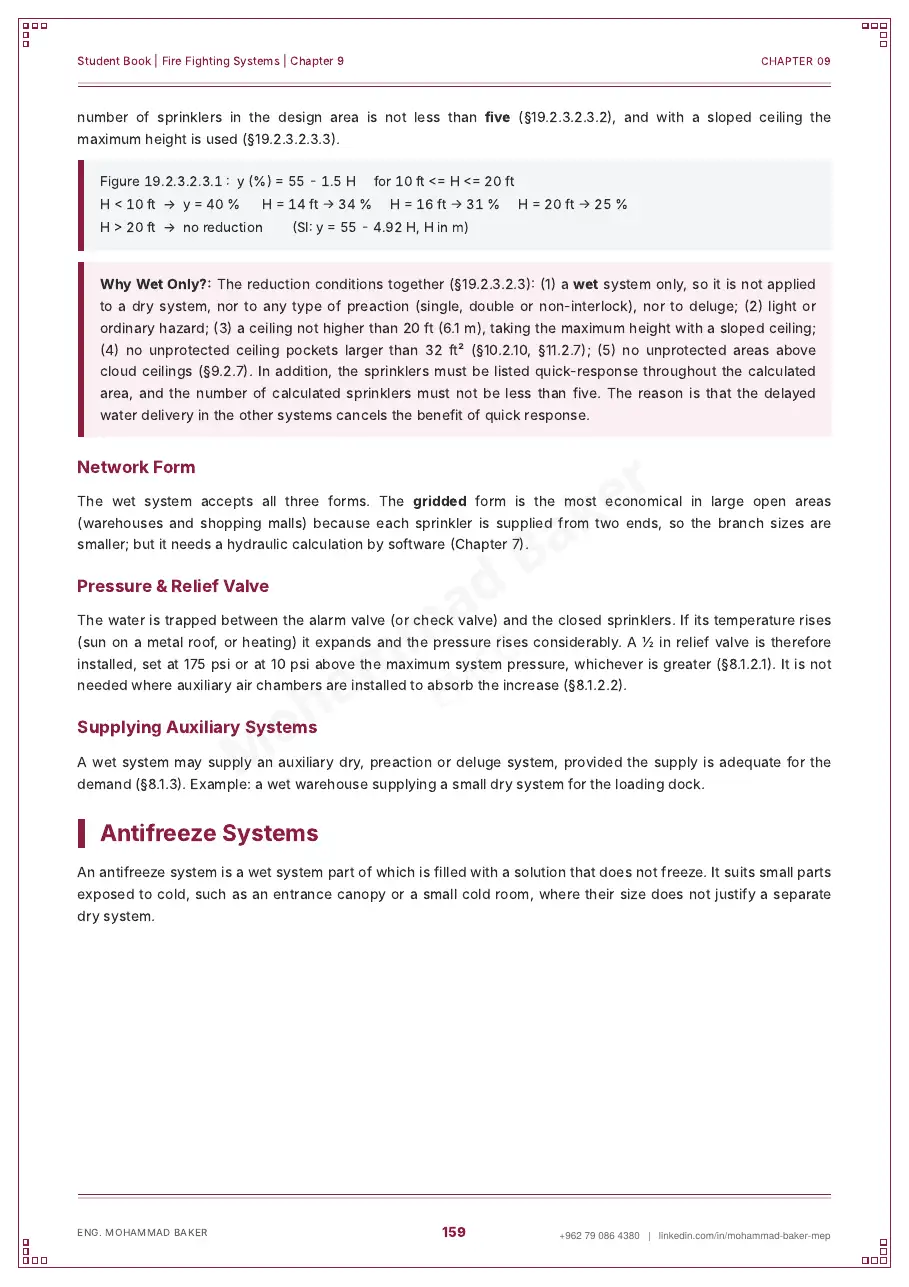 Student Book | Fire Fighting Systems | Chapter 9
CHAPTER 09
number of sprinklers in the design area is not less than five (§19.2.3.2.3.2), and with a sloped ceiling the
maximum height is used (§19.2.3.2.3.3).
Figure 19.2.3.2.3.1 : y (%) = 55 - 1.5 H for 10 ft <= H <= 20 ft
H < 10 ft → y = 40 % H = 14 ft → 34 % H = 16 ft → 31 % H = 20 ft → 25 %
H > 20 ft → no reduction (SI: y = 55 - 4.92 H, H in m)
Why Wet Only?: The reduction conditions together (§19.2.3.2.3): (1) a wet system only, so it is not applied
to a dry system, nor to any type of preaction (single, double or non-interlock), nor to deluge; (2) light or
ordinary hazard; (3) a ceiling not higher than 20 ft (6.1 m), taking the maximum height with a sloped ceiling;
(4) no unprotected ceiling pockets larger than 32 ft² (§10.2.10, §11.2.7); (5) no unprotected areas above
cloud ceilings (§9.2.7). In addition, the sprinklers must be listed quick-response throughout the calculated
area, and the number of calculated sprinklers must not be less than five. The reason is that the delayed
water delivery in the other systems cancels the benefit of quick response.
Network Form
The wet system accepts all three forms. The gridded form is the most economical in large open areas
(warehouses and shopping malls) because each sprinkler is supplied from two ends, so the branch sizes are
smaller; but it needs a hydraulic calculation by software (Chapter 7).
Pressure & Relief Valve
The water is trapped between the alarm valve (or check valve) and the closed sprinklers. If its temperature rises
(sun on a metal roof, or heating) it expands and the pressure rises considerably. A ½ in relief valve is therefore
installed, set at 175 psi or at 10 psi above the maximum system pressure, whichever is greater (§8.1.2.1). It is not
needed where auxiliary air chambers are installed to absorb the increase (§8.1.2.2).
Supplying Auxiliary Systems
A wet system may supply an auxiliary dry, preaction or deluge system, provided the supply is adequate for the
demand (§8.1.3). Example: a wet warehouse supplying a small dry system for the loading dock.
Antifreeze Systems
An antifreeze system is a wet system part of which is filled with a solution that does not freeze. It suits small parts
exposed to cold, such as an entrance canopy or a small cold room, where their size does not justify a separate
dry system.
Mohammad Baker
ENG. MOHAMMAD BAKER
159
+962 79 086 4380 | linkedin.com/in/mohammad-baker-mep